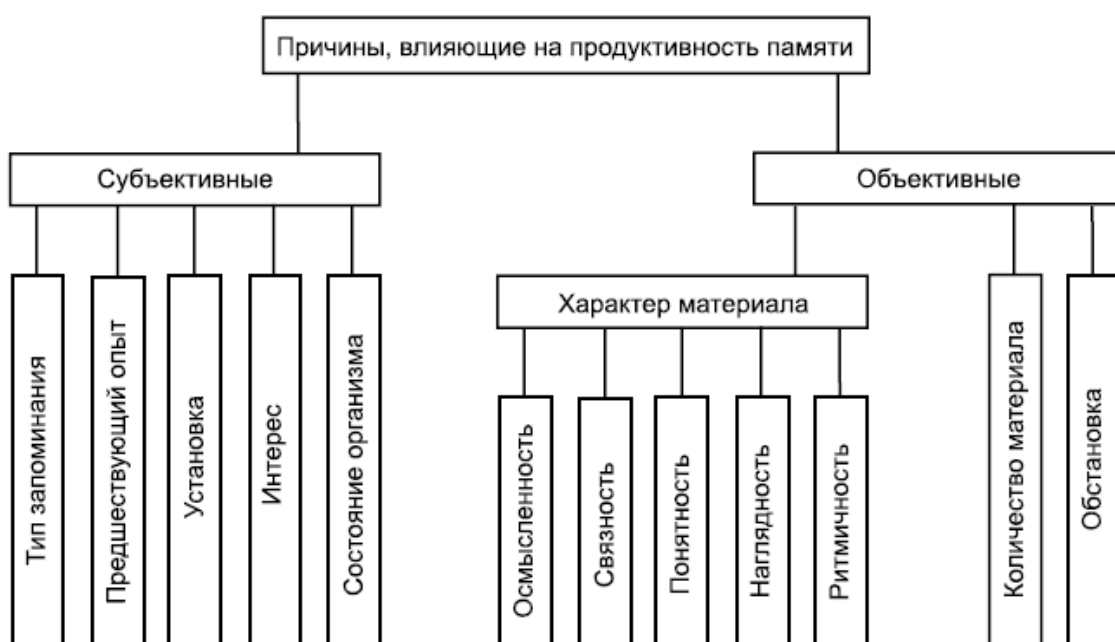 Причины, влияющие на продуктивность памяти
Субъективные
Объективные
Тип запоминания
Предшествующий опыт
Установка
Интерес
Состояние организма
Характер материала
Осмысленность
Связность
Понятность
Наглядность
Ритмичность
Количество материала
Обстановка